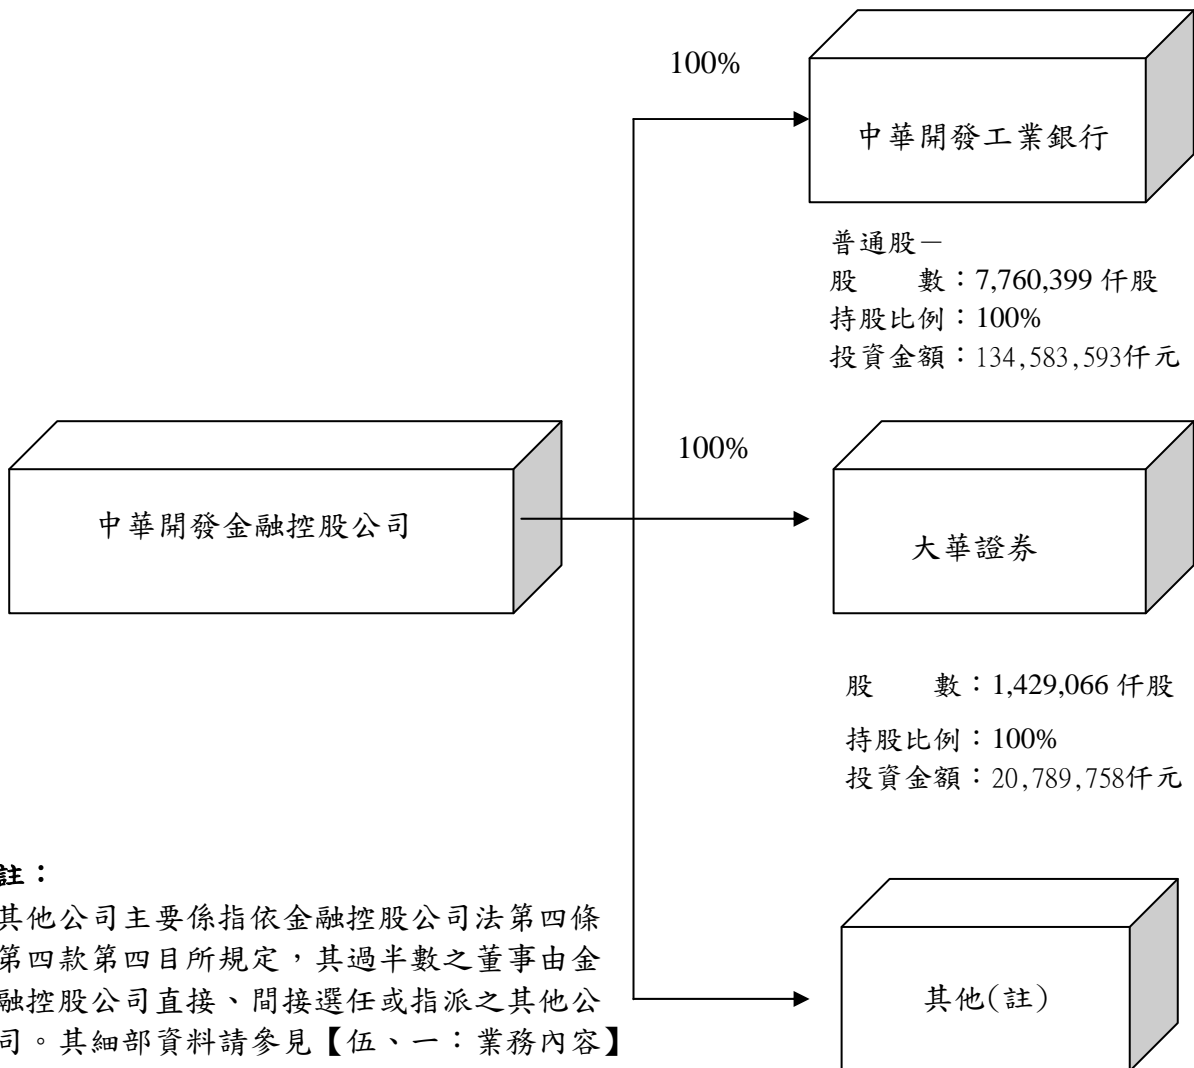 100%
中華開發工業銀行
普通股－
股　　數：7,760,399 仟股
持股比例：100%
投資金額：134,583,593仟元
中華開發金融控股公司
100%
大華證券
股　　數：1,429,066 仟股
持股比例：100%
投資金額：20,789,758仟元
其他(註)
註：
其他公司主要係指依金融控股公司法第四條
第四款第四目所規定，其過半數之董事由金
融控股公司直接、間接選任或指派之其他公
司。其細部資料請參見【伍、一：業務內容】